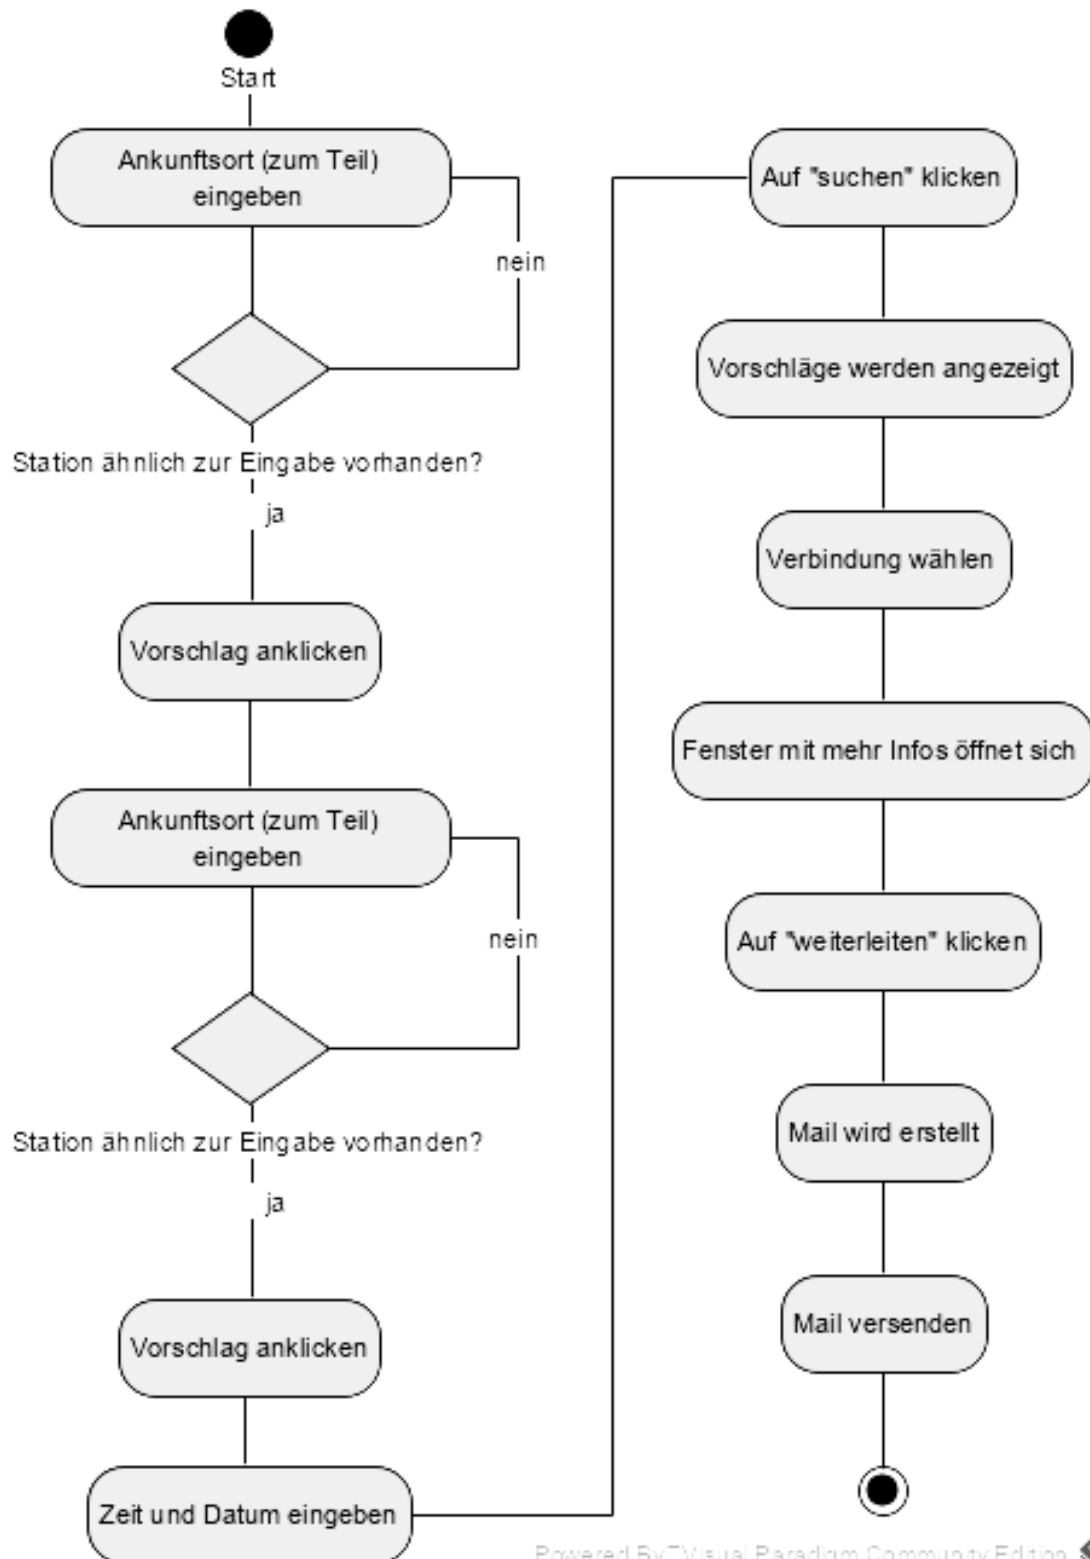 Start
Ankunftsort (zum Teil)
eingeben
nein
Station ähnlich zur Eingabe vorhanden?
ja
Vorschlag anklicken
Ankunftsort (zum Teil)
eingeben
nein
Station ähnlich zur Eingabe vorhanden?
ja
Vorschlag anklicken
Zeit und Datum eingeben
Auf "suchen" klicken
Vorschläge werden angezeigt
Verbindung wählen
Fenster mit mehr Infos öffnet sich
Auf "weiterleiten" klicken
Mail wird erstellt
Mail versenden
Powered By Visual Paradigm Community Edition